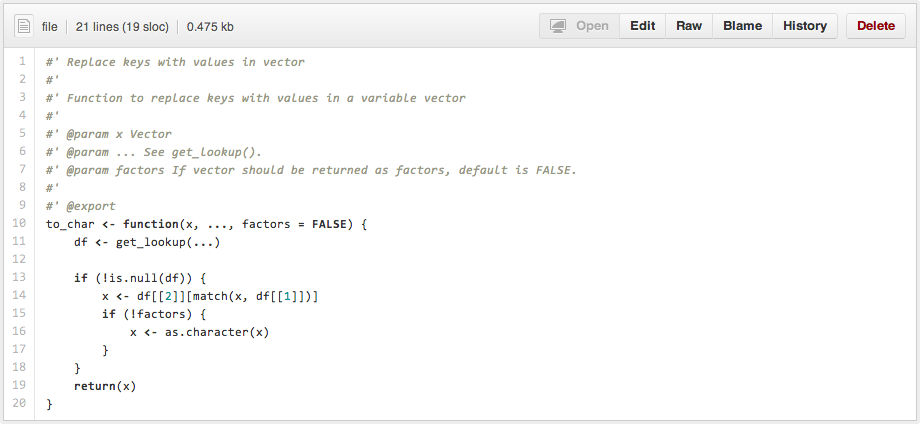 file 21 lines (19 sloc) 0.475 kb Open Edit Raw Blame History Delete
1 #' Replace keys with values in vector
2 #'
3 #' Function to replace keys with values in a variable vector
4 #'
5 #' @param x Vector
6 #' @param ... See get_lookup().
7 #' @param factors If vector should be returned as factors, default is FALSE.
8 #'
9 #' @export
10 to_char <- function(x, ..., factors = FALSE) {
11     df <- get_lookup(...)
12
13     if (!is.null(df)) {
14         x <- df[[2]][match(x, df[[1]])]
15         if (!factors) {
16             x <- as.character(x)
17         }
18     }
19     return(x)
20 }